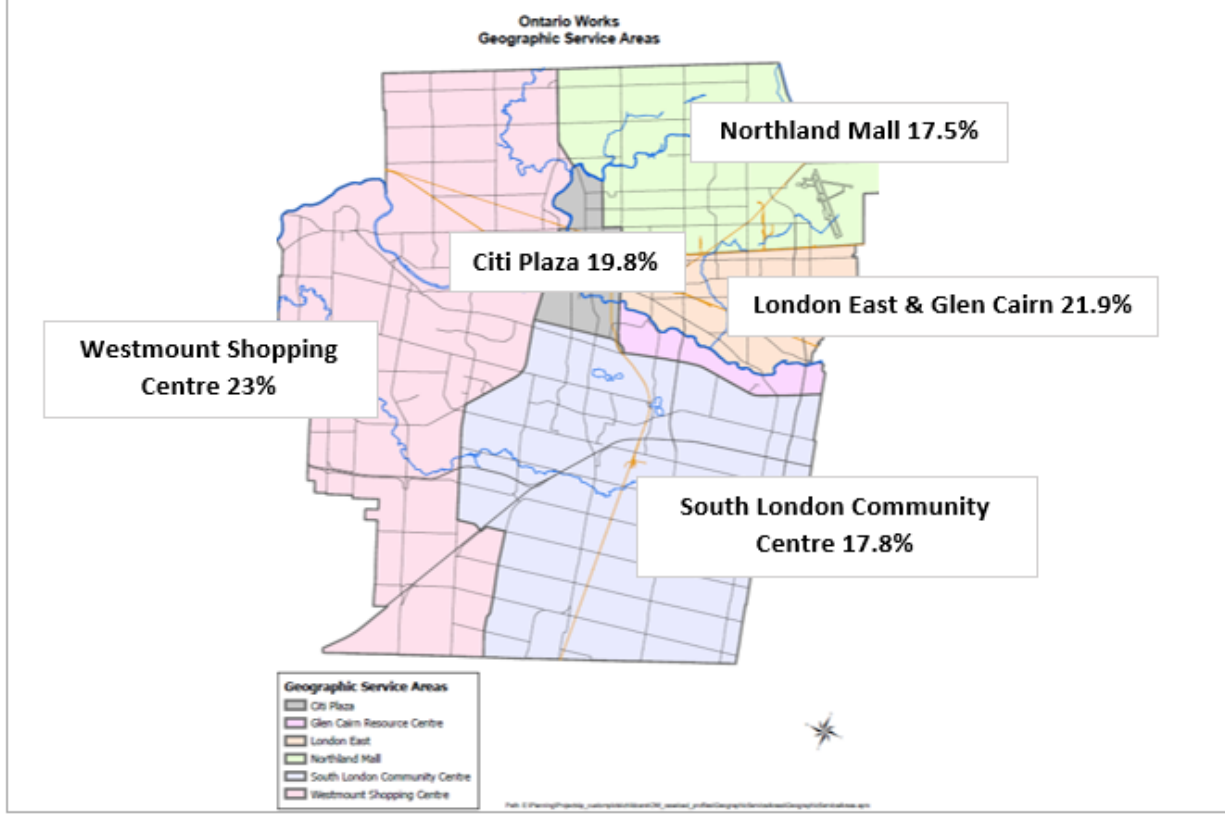 Ontario Works
Geographic Service Areas
Northland Mall 17.5%
Citi Plaza 19.8%
London East & Glen Cairn 21.9%
Westmount Shopping
Centre 23%
South London Community
Centre 17.8%
Geographic Service Areas
Citi Plaza
Glen Cairn Resource Centre
London East
Northland Mall
South London Community Centre
Westmount Shopping Centre